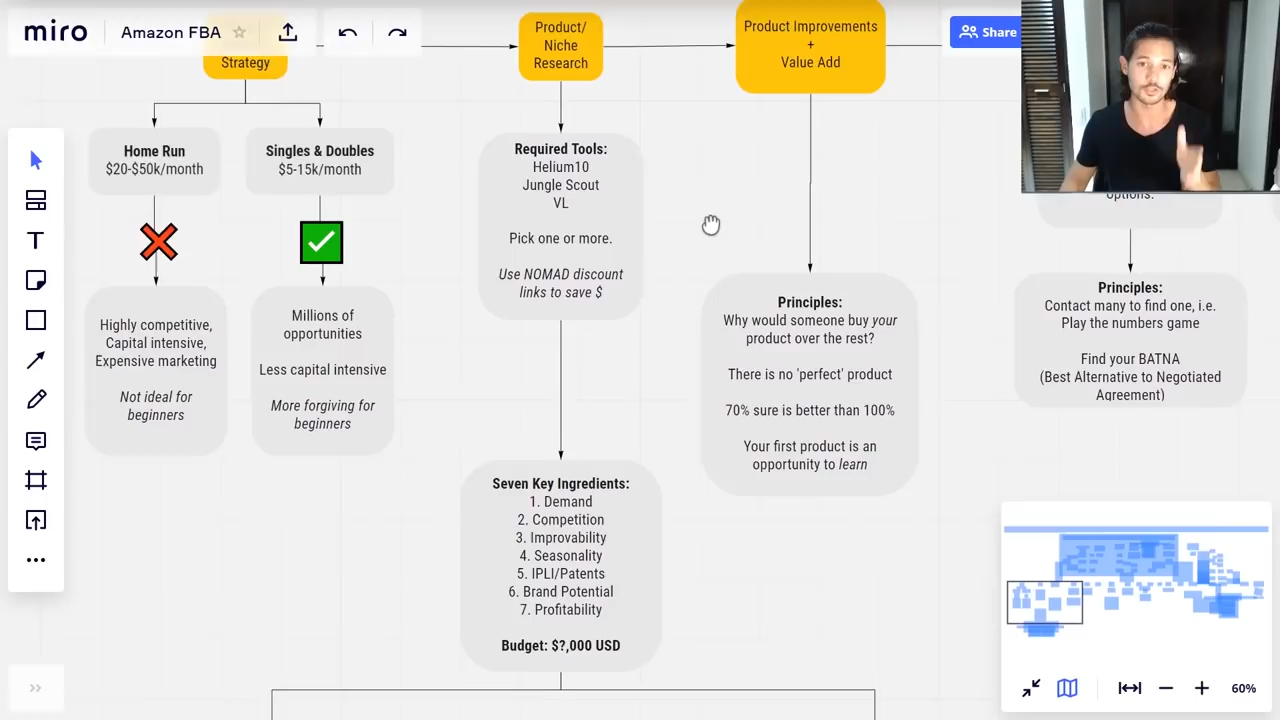 miro
Amazon FBA
Share
Strategy
Home Run
$20-$50k/month
Highly competitive,
Capital intensive,
Expensive marketing
Not ideal for
beginners
Singles & Doubles
$5-15k/month
Millions of
opportunities
Less capital intensive
More forgiving for
beginners
Product/
Niche
Research
Required Tools:
Helium10
Jungle Scout
VL
Pick one or more.
Use NOMAD discount
links to save $
Seven Key Ingredients:
1. Demand
2. Competition
3. Improvability
4. Seasonality
5. IPLI/Patents
6. Brand Potential
7. Profitability
Budget: $?,000 USD
Product Improvements
+
Value Add
Principles:
Why would someone buy your
product over the rest?
There is no 'perfect' product
70% sure is better than 100%
Your first product is an
opportunity to learn
options:
Principles:
Contact many to find one, i.e.
Play the numbers game
Find your BATNA
(Best Alternative to Negotiated
Agreement)
60%